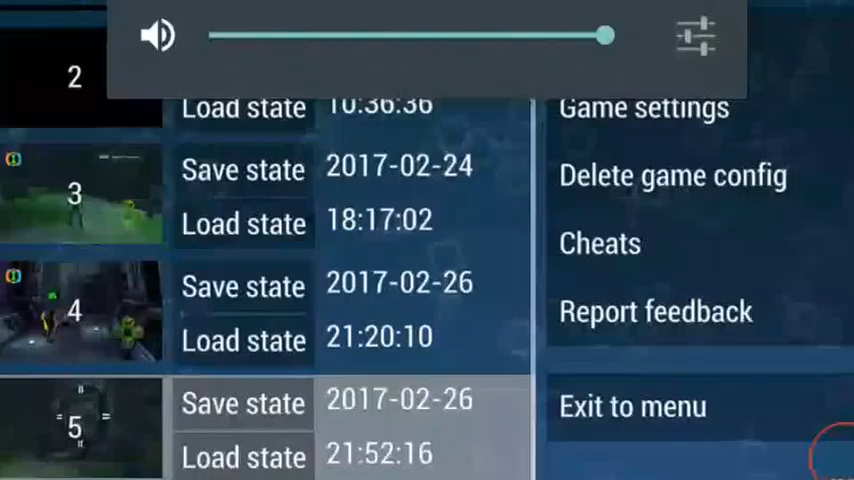 2
Load state 10:36:36
3
Save state 2017-02-24
Load state 18:17:02
4
Save state 2017-02-26
Load state 21:20:10
5
Save state 2017-02-26
Load state 21:52:16
Game settings
Delete game config
Cheats
Report feedback
Exit to menu